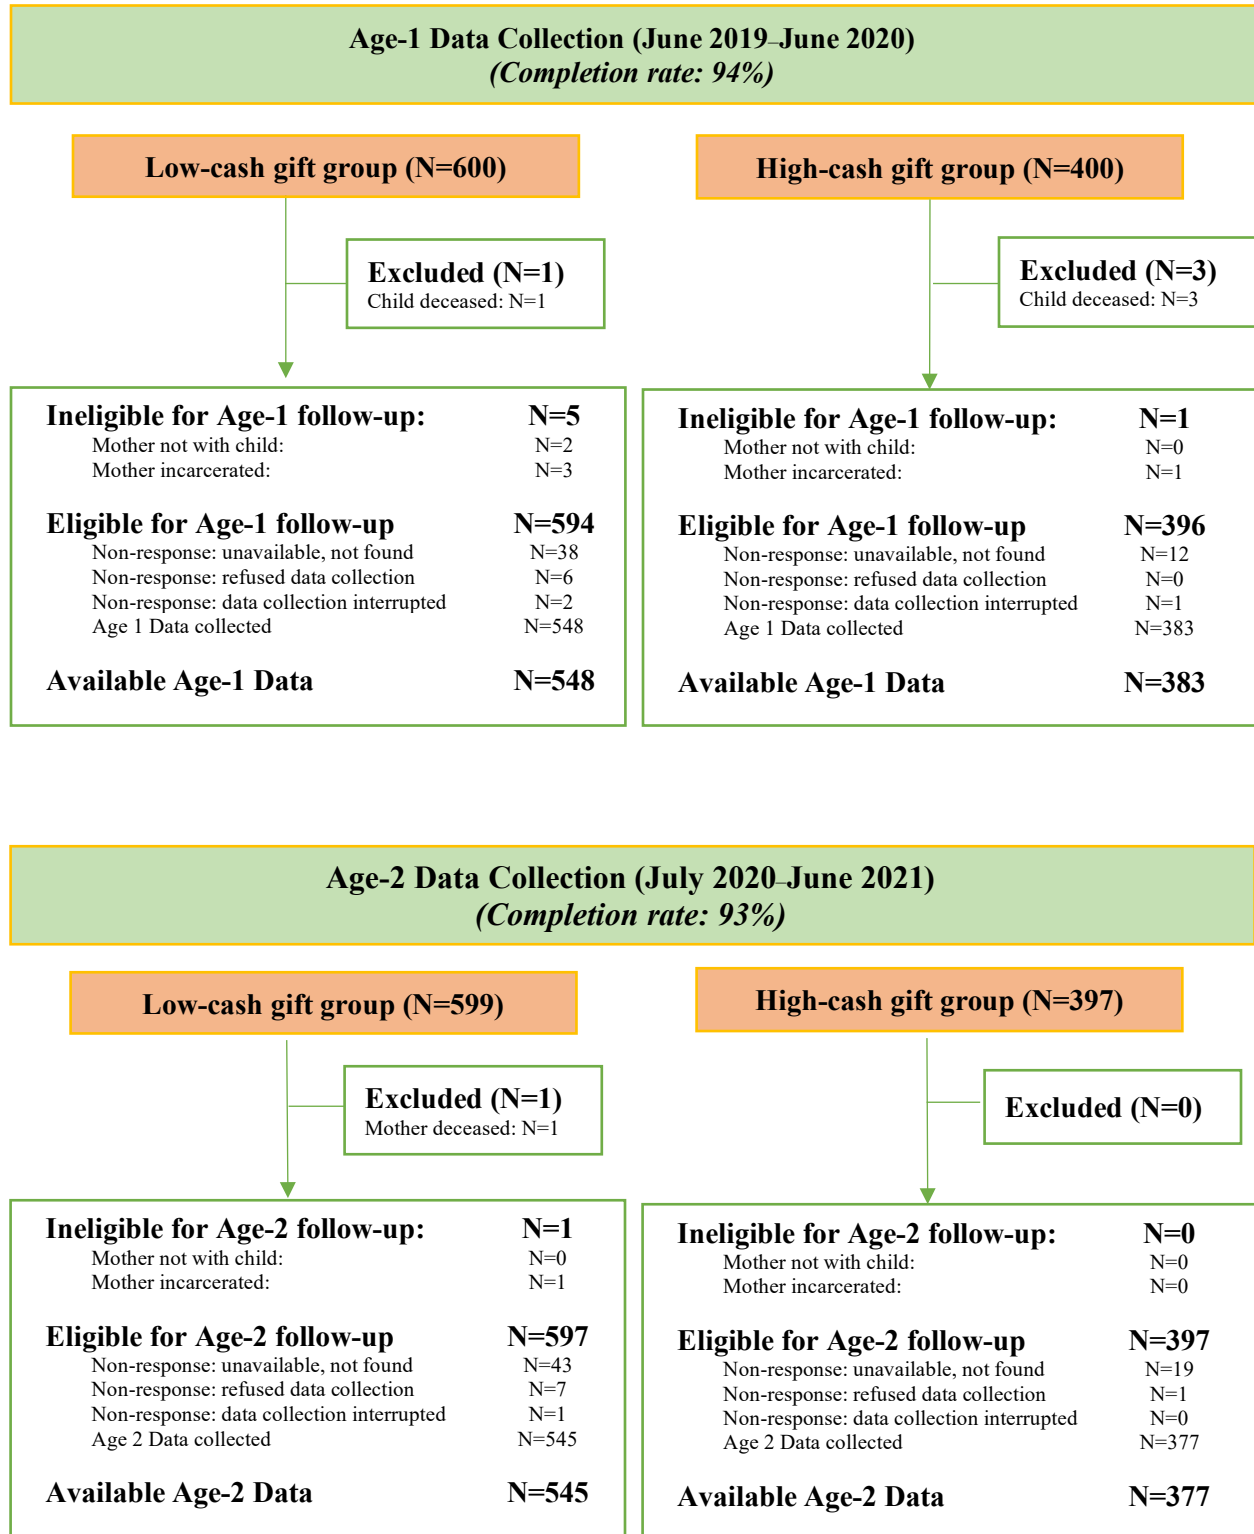 Age-1 Data Collection (June 2019–June 2020)
(Completion rate: 94%)
Low-cash gift group (N=600)
High-cash gift group (N=400)
Excluded (N=1)
Child deceased: N=1
Excluded (N=3)
Child deceased: N=3
Ineligible for Age-1 follow-up: N=5
Mother not with child: N=2
Mother incarcerated: N=3
Eligible for Age-1 follow-up N=594
Non-response: unavailable, not found N=38
Non-response: refused data collection N=6
Non-response: data collection interrupted N=2
Age 1 Data collected N=548
Available Age-1 Data N=548
Ineligible for Age-1 follow-up: N=1
Mother not with child: N=0
Mother incarcerated: N=1
Eligible for Age-1 follow-up N=396
Non-response: unavailable, not found N=12
Non-response: refused data collection N=0
Non-response: data collection interrupted N=1
Age 1 Data collected N=383
Available Age-1 Data N=383
Age-2 Data Collection (July 2020–June 2021)
(Completion rate: 93%)
Low-cash gift group (N=599)
High-cash gift group (N=397)
Excluded (N=1)
Mother deceased: N=1
Excluded (N=0)
Ineligible for Age-2 follow-up: N=1
Mother not with child: N=0
Mother incarcerated: N=1
Eligible for Age-2 follow-up N=597
Non-response: unavailable, not found N=43
Non-response: refused data collection N=7
Non-response: data collection interrupted N=1
Age 2 Data collected N=545
Available Age-2 Data N=545
Ineligible for Age-2 follow-up: N=0
Mother not with child: N=0
Mother incarcerated: N=0
Eligible for Age-2 follow-up N=397
Non-response: unavailable, not found N=19
Non-response: refused data collection N=1
Non-response: data collection interrupted N=0
Age 2 Data collected N=377
Available Age-2 Data N=377